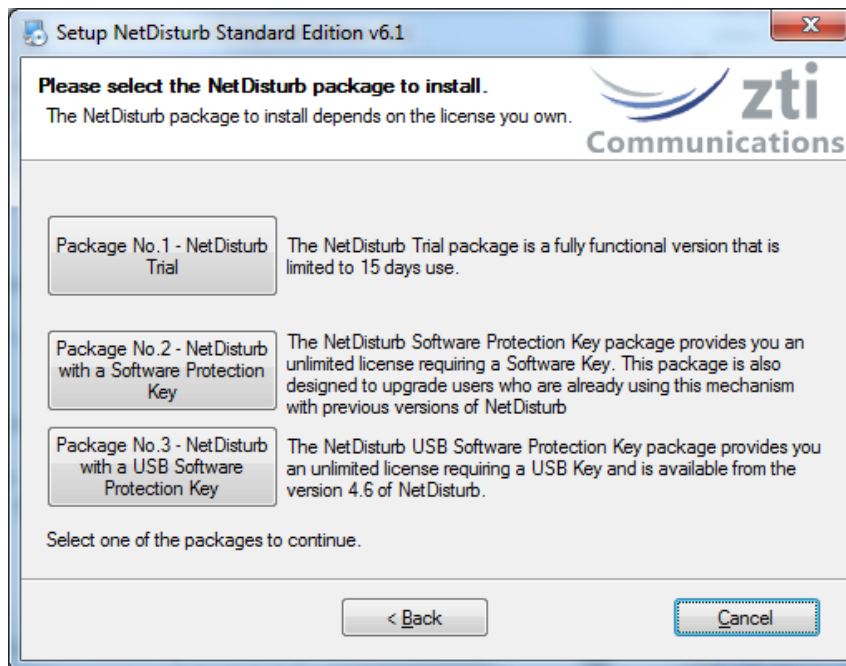 Setup NetDisturb Standard Edition v6.1
Please select the NetDisturb package to install.
The NetDisturb package to install depends on the license you own.
zti
Communications
Package No.1 - NetDisturb
Trial
The NetDisturb Trial package is a fully functional version that is
limited to 15 days use.
Package No.2 - NetDisturb
with a Software Protection
Key
The NetDisturb Software Protection Key package provides you an
unlimited license requiring a Software Key. This package is also
designed to upgrade users who are already using this mechanism
with previous versions of NetDisturb
Package No.3 - NetDisturb
with a USB Software
Protection Key
The NetDisturb USB Software Protection Key package provides you
an unlimited license requiring a USB Key and is available from the
version 4.6 of NetDisturb.
Select one of the packages to continue.
< Back
Cancel